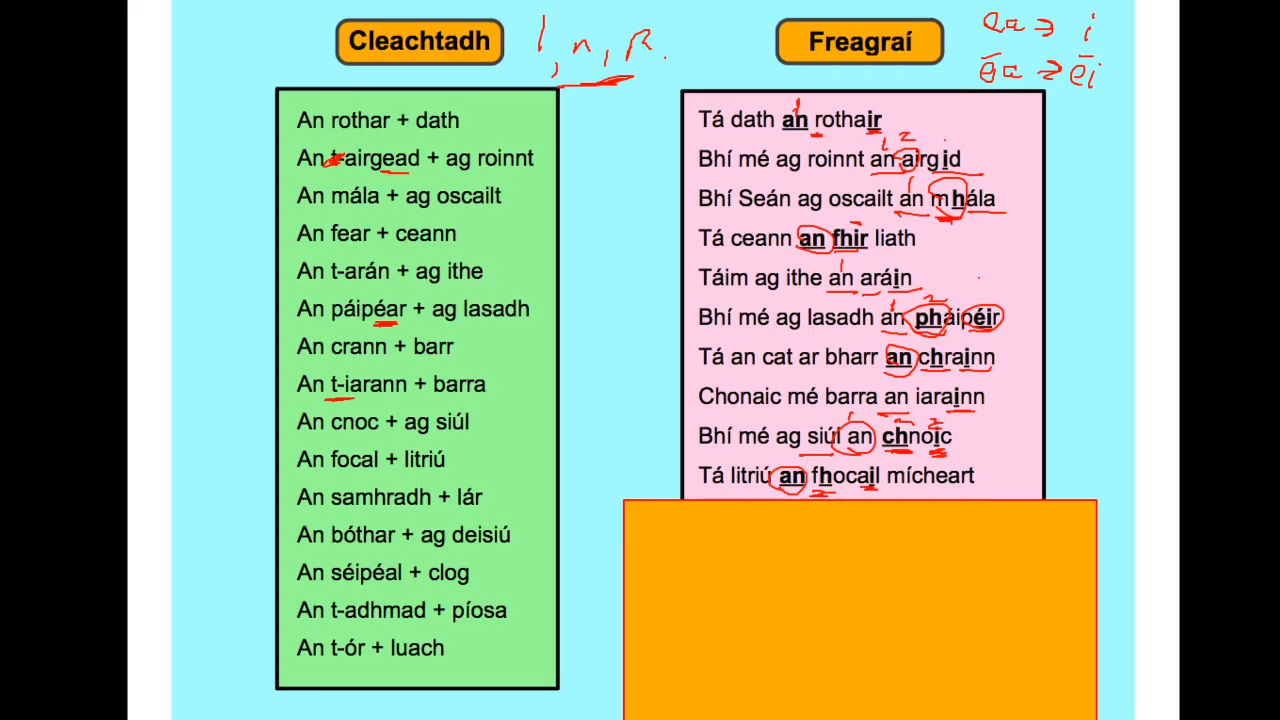 Cleachtadh
l, n, R.
An rothar + dath
An t-airgead + ag roinnt
An mála + ag oscailt
An fear + ceann
An t-arán + ag ithe
An páipéar + ag lasadh
An crann + barr
An t-iarann + barra
An cnoc + ag siúl
An focal + litriú
An samhradh + lár
An bóthar + ag deisiú
An séipéal + clog
An t-adhmad + píosa
An t-ór + luach
Freagraí
ea → i
éa → éi
Tá dath an rothair
Bhí mé ag roinnt an airgid
Bhí Seán ag oscailt an mhála
Tá ceann an fhir liath
Táim ag ithe an aráin
Bhí mé ag lasadh an pháipéir
Tá an cat ar bharr an chrainn
Chonaic mé barra an iarainn
Bhí mé ag siúl an chnoic
Tá litriú an fhocail mícheart